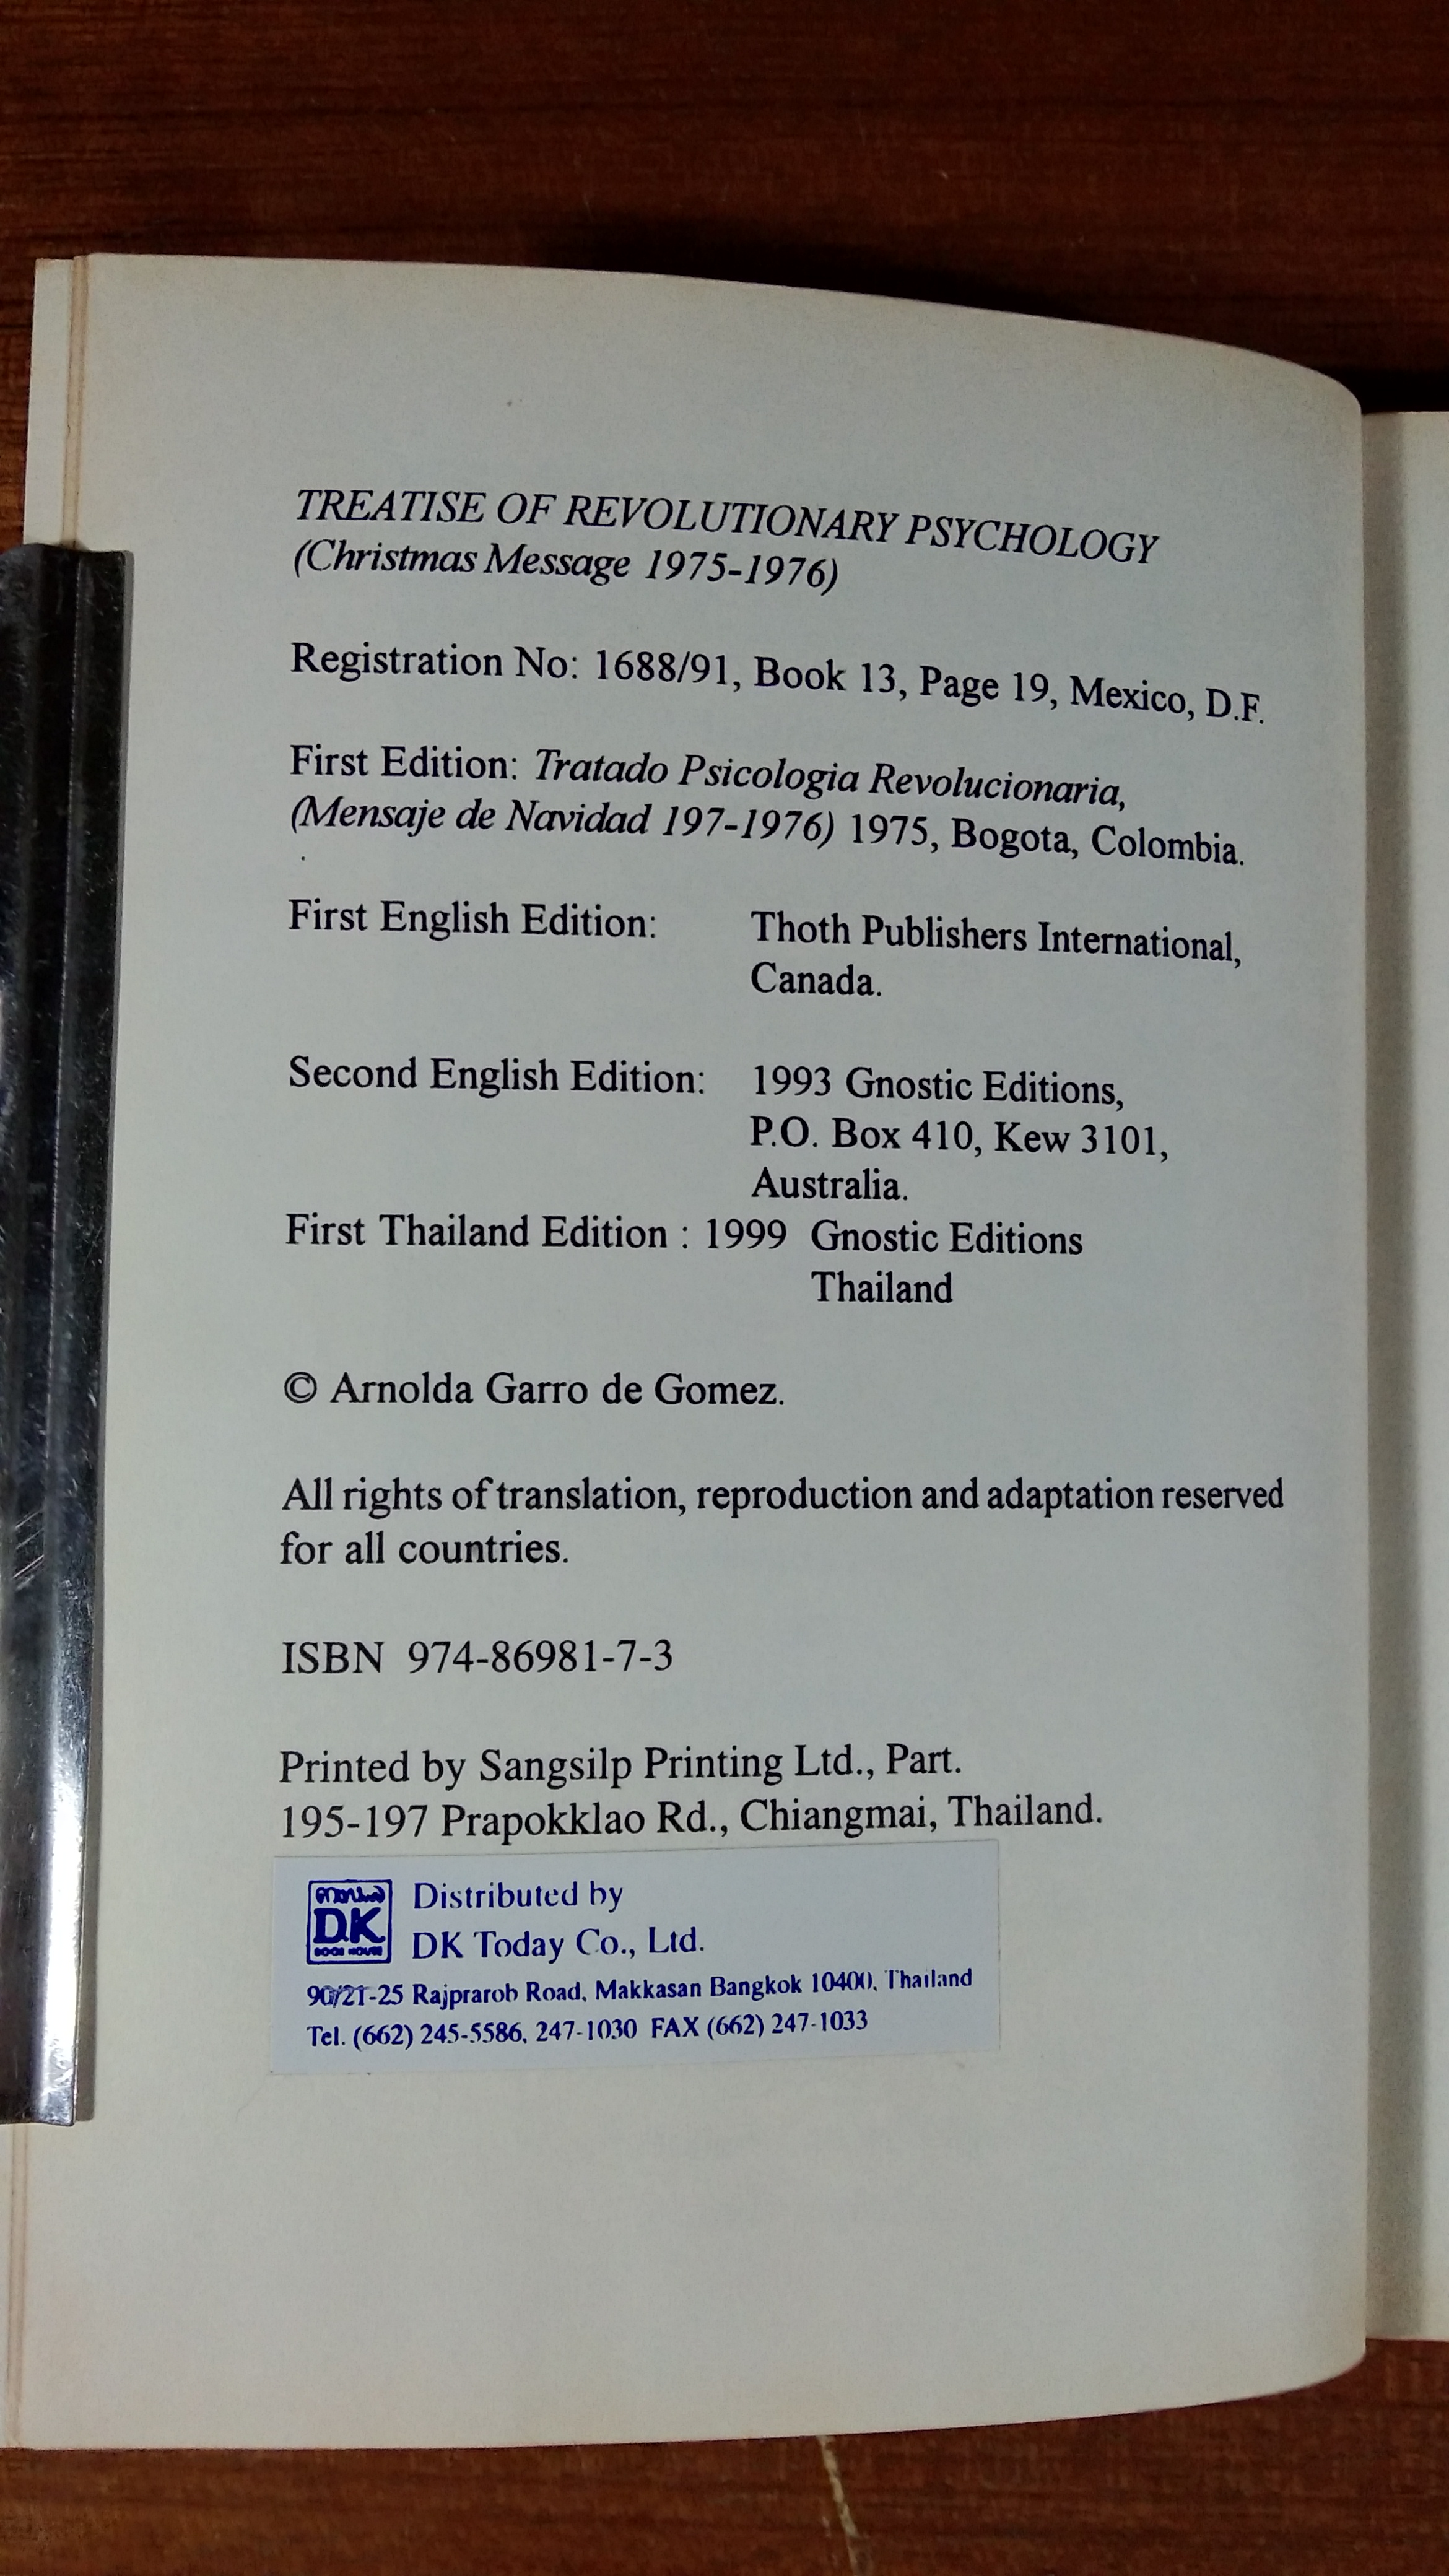 TREATISE OF REVOLUTIONARY PSYCHOLOGY
(Christmas Message 1975-1976)
Registration No: 1688/91, Book 13, Page 19, Mexico, D.F.
First Edition: Tratado Psicologia Revolucionaria,
(Mensaje de Navidad 197-1976) 1975, Bogota, Colombia.
First English Edition: Thoth Publishers International,
Canada.
Second English Edition: 1993 Gnostic Editions,
P.O. Box 410, Kew 3101,
Australia.
First Thailand Edition : 1999 Gnostic Editions
Thailand
© Arnolda Garro de Gomez.
All rights of translation, reproduction and adaptation reserved
for all countries.
ISBN 974-86981-7-3
Printed by Sangsilp Printing Ltd., Part.
195-197 Prapokklao Rd., Chiangmai, Thailand.
DK
BOOK HOUSE
Distributed by
DK Today Co., Ltd.
90/21-25 Rajprarob Road, Makkasan Bangkok 10400, Thailand
Tel. (662) 245-5586, 247-1030 FAX (662) 247-1033